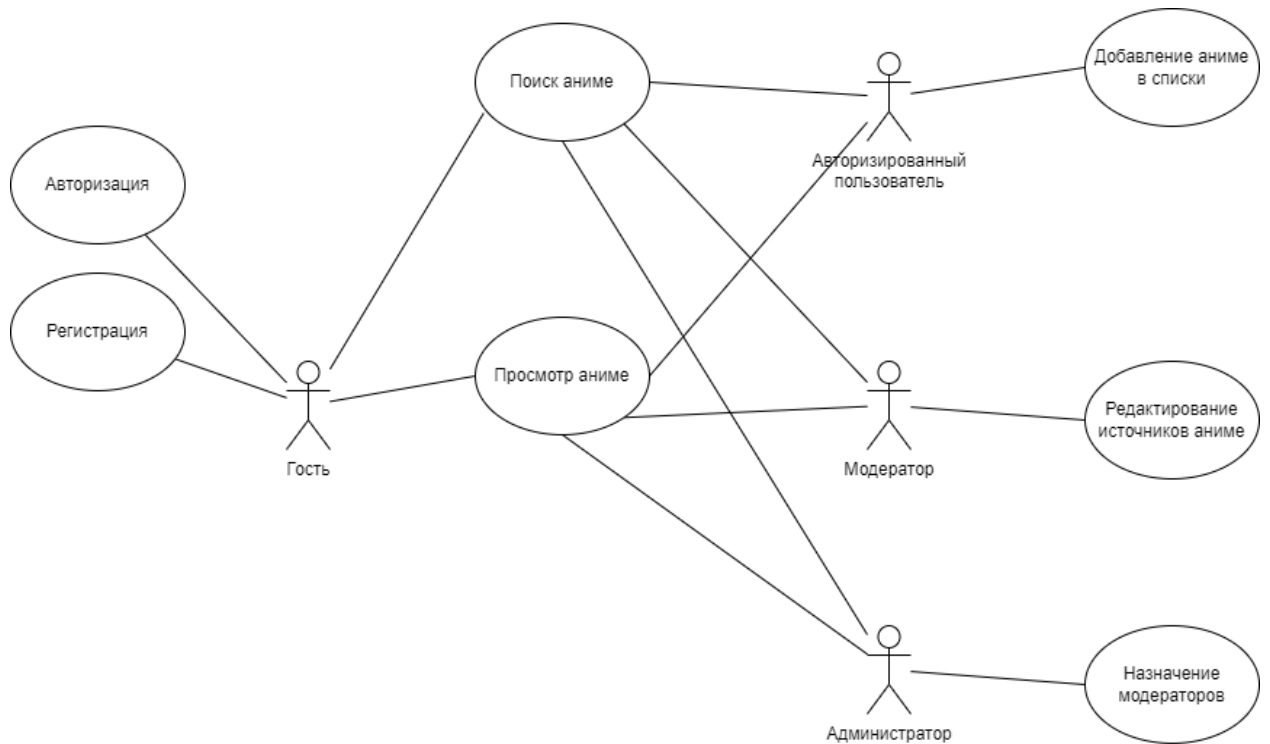 Поиск аниме
Добавление аниме
в списки
Авторизация
Авторизированный
пользователь
Регистрация
Просмотр аниме
Гость
Модератор
Редактирование
источников аниме
Администратор
Назначение
модераторов